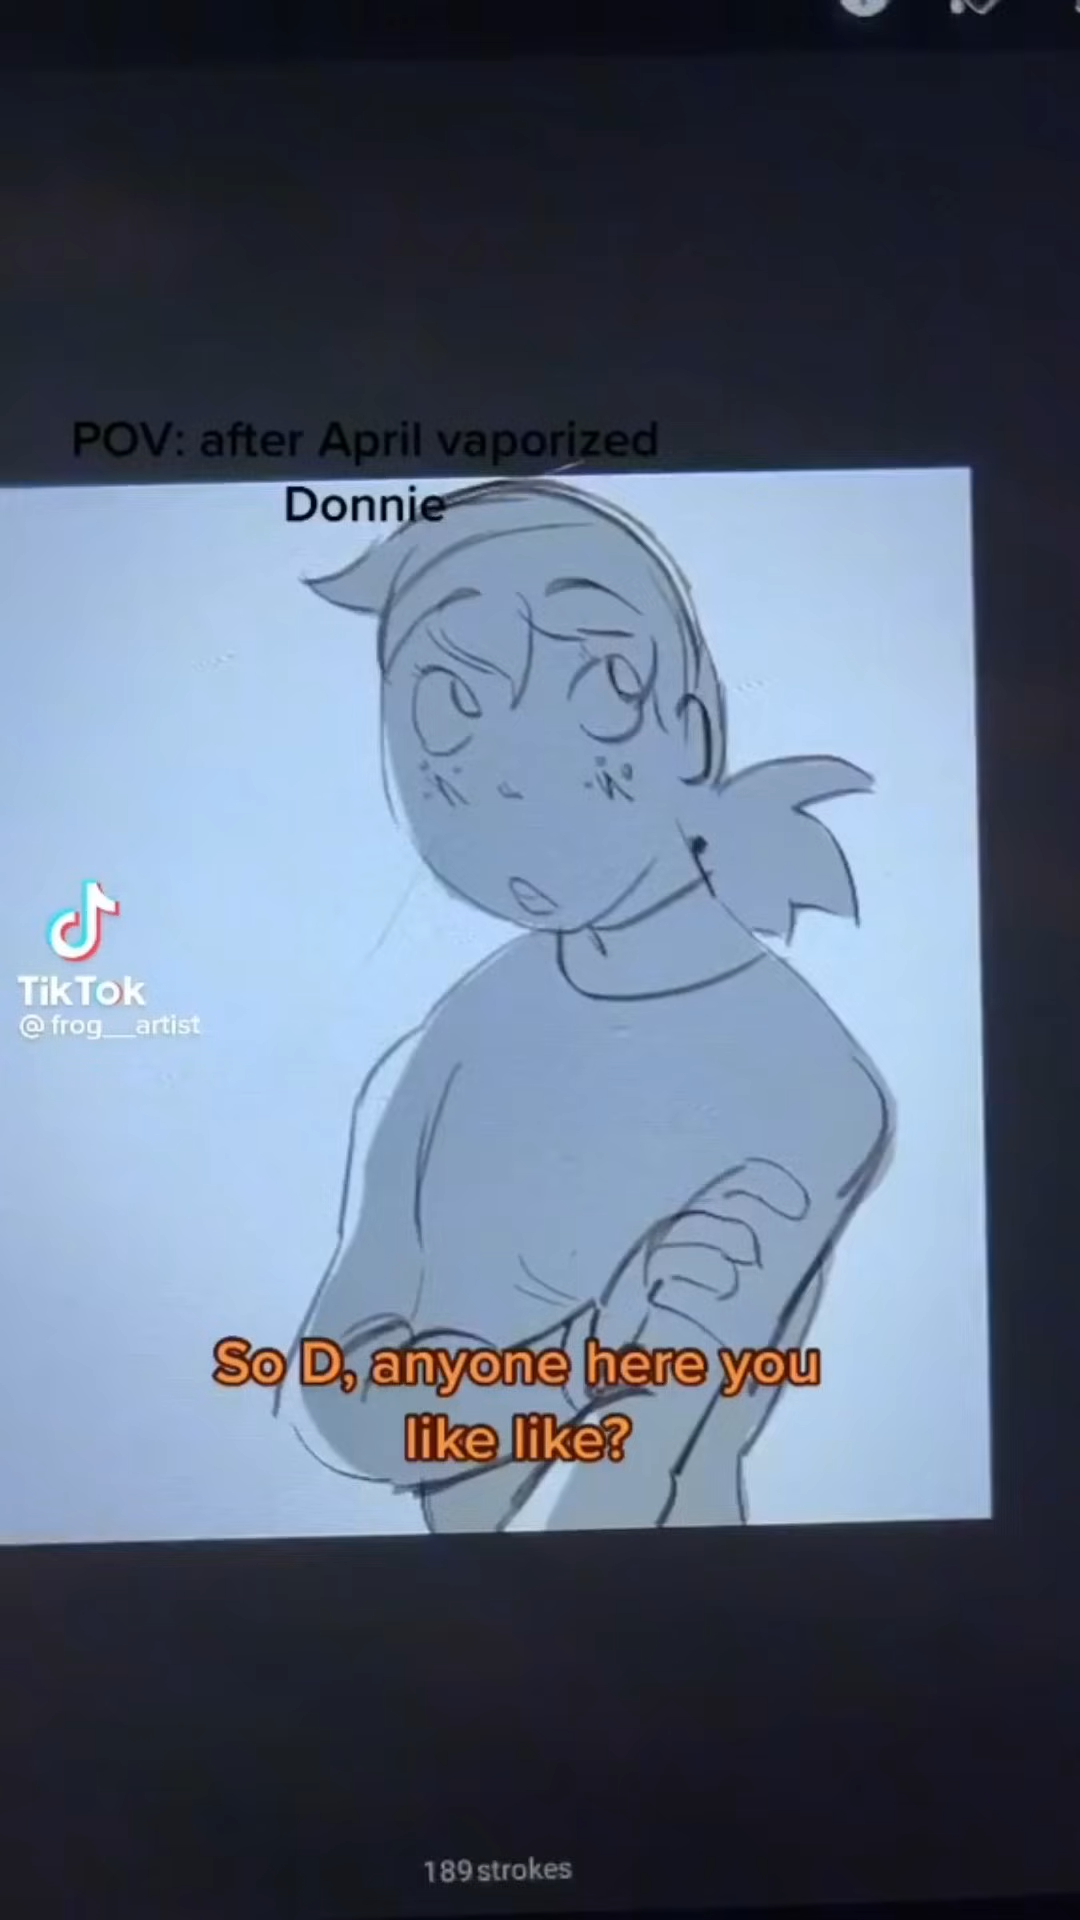 POV: after April vaporized
Donnie
TikTok
@frog__artist
So D, anyone here you
like like?
189 strokes